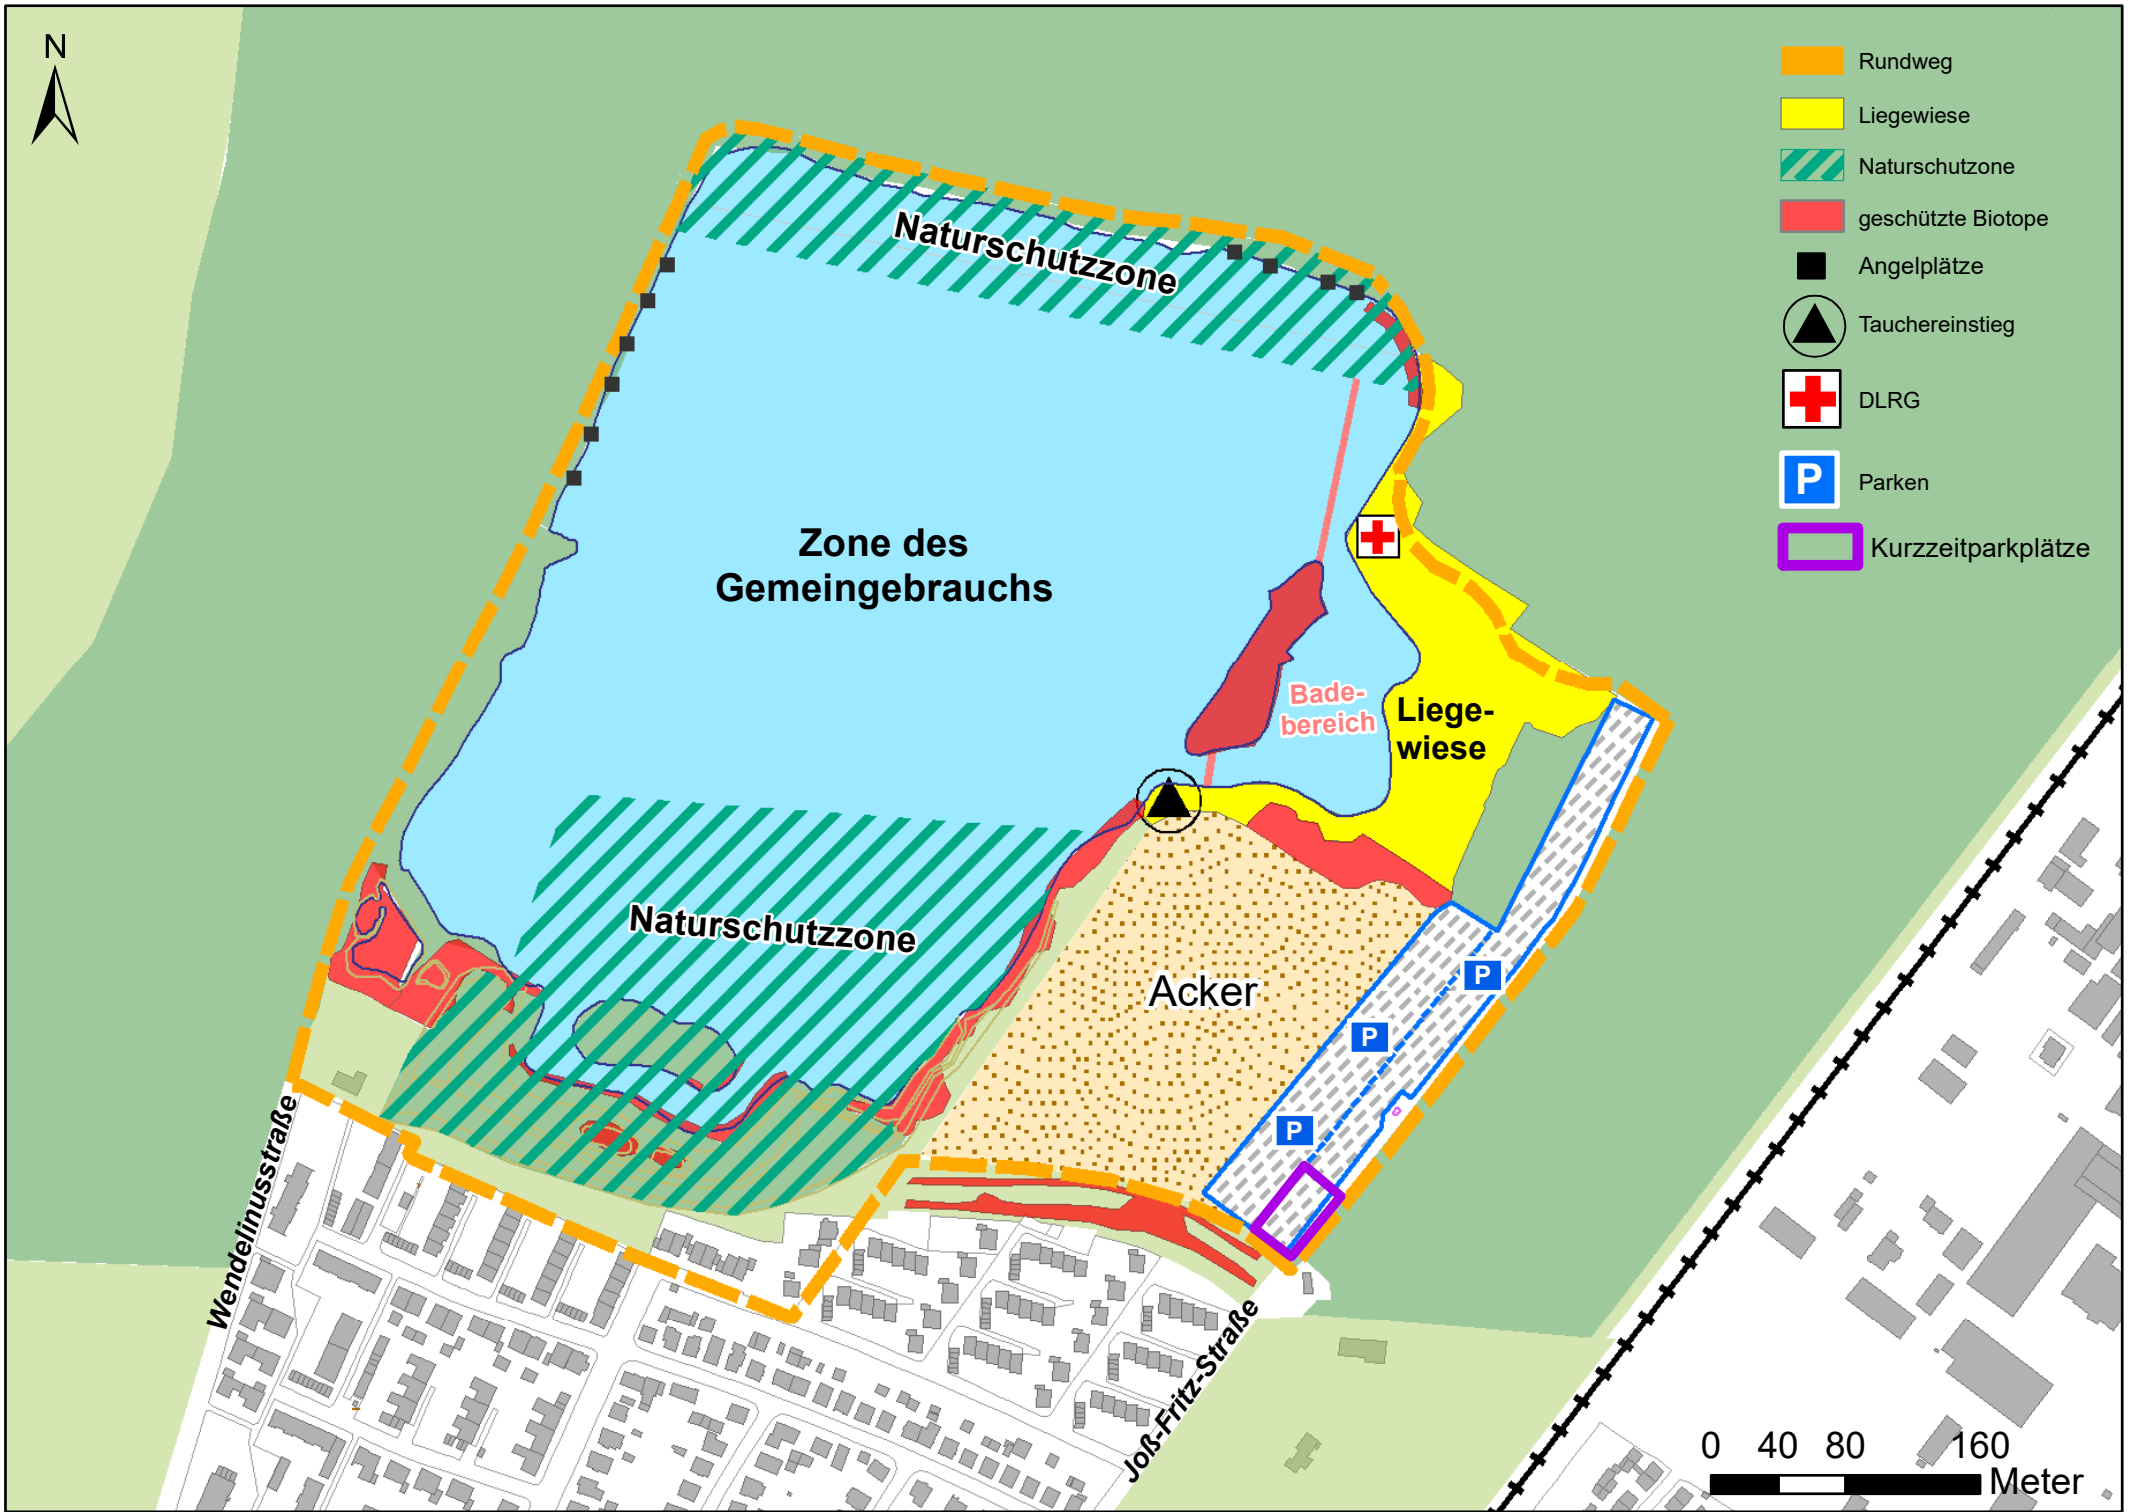 N
Rundweg
Liegewiese
Naturschutzone
geschützte Biotope
Angelplätze
Tauchereinstieg
DLRG
P Parken
Kurzzeitparkplätze
Naturschutzzone
Zone des
Gemeingebrauchs
Bade-
bereich
Liege-
wiese
Naturschutzzone
Acker
P
P
P
Wendelinusstraße
Joß-Fritz-Straße
0 40 80 160
Meter